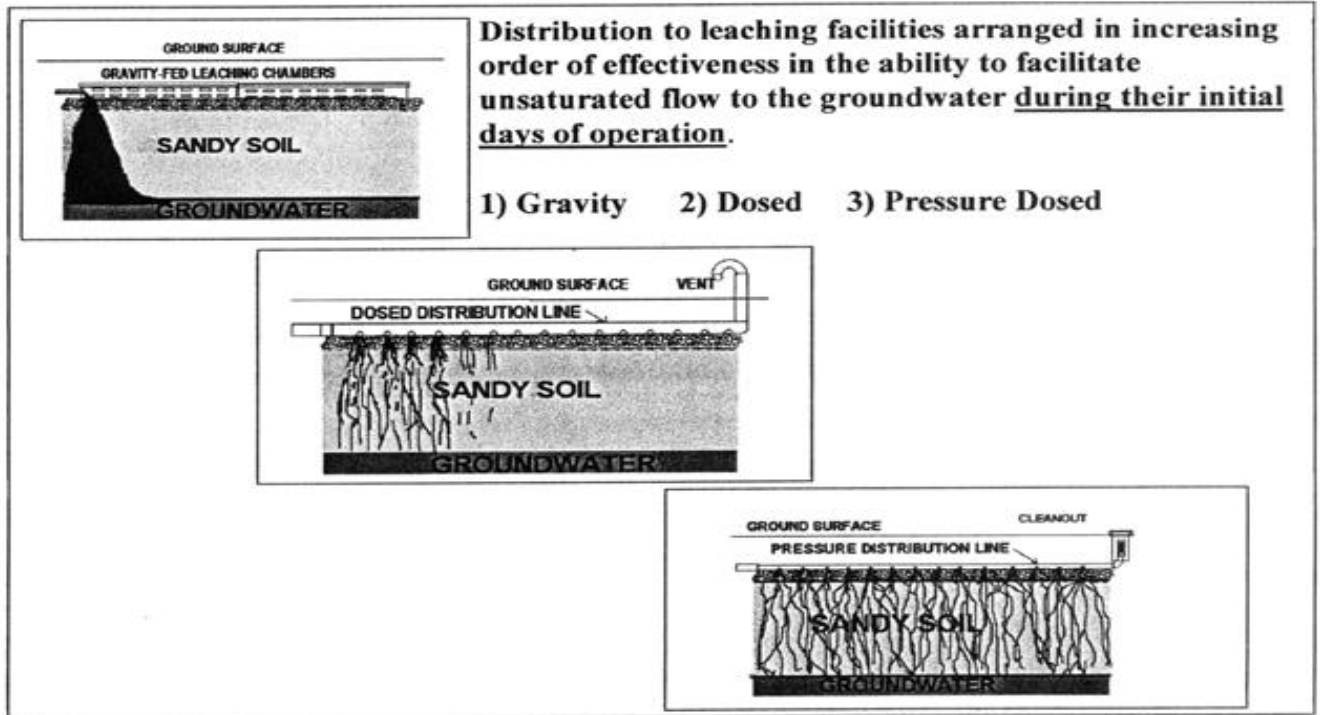 Distribution to leaching facilities arranged in increasing
order of effectiveness in the ability to facilitate
unsaturated flow to the groundwater during their initial
days of operation.
1) Gravity 2) Dosed 3) Pressure Dosed
GROUND SURFACE
GRAVITY-FED LEACHING CHAMBERS
SANDY SOIL
GROUNDWATER
GROUND SURFACE VENT
DOSED DISTRIBUTION LINE
SANDY SOIL
GROUNDWATER
GROUND SURFACE CLEANOUT
PRESSURE DISTRIBUTION LINE
SANDY SOIL
GROUNDWATER